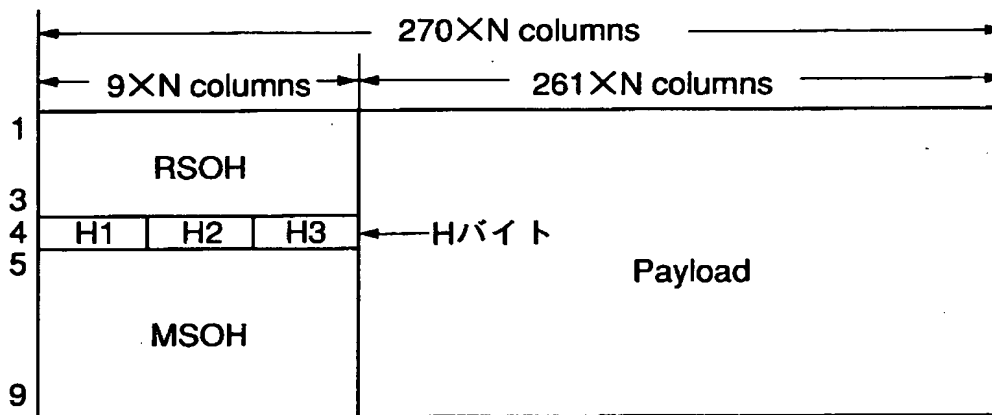 270×N columns
9×N columns
261×N columns
1
RSOH
3
4
H1
H2
H3
Hバイト
5
Payload
MSOH
9